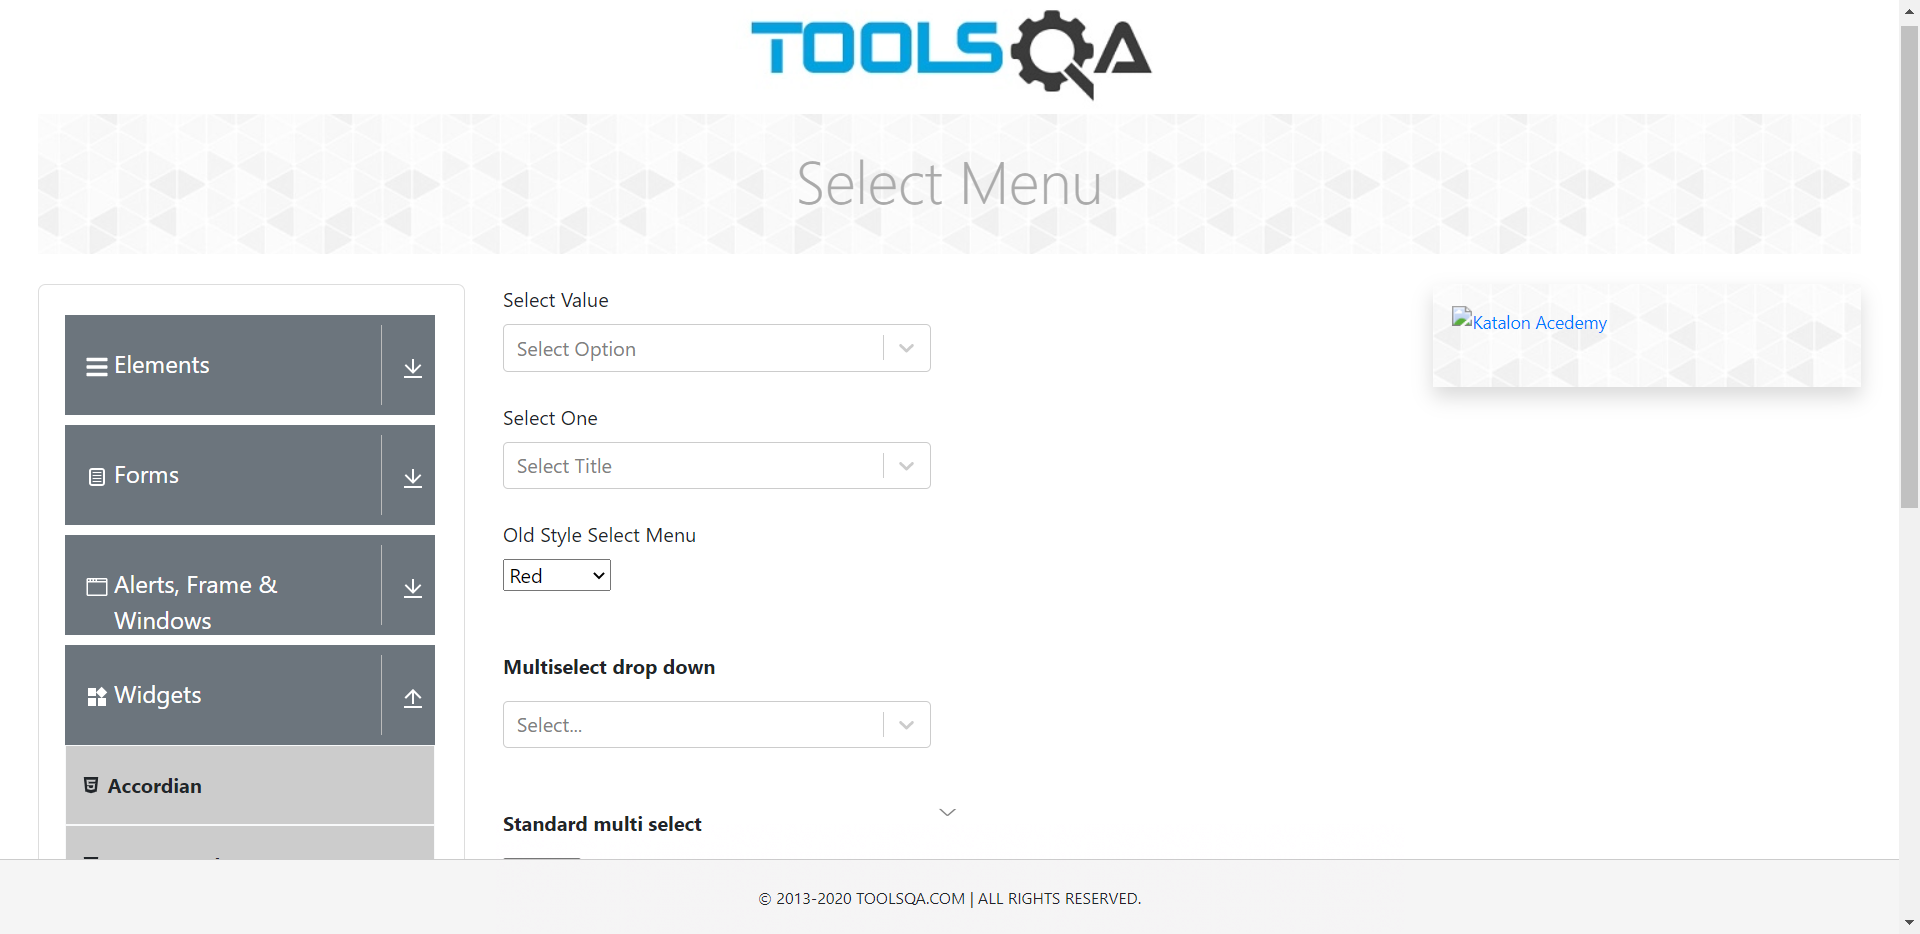 TOOLSQA
Select Menu
Elements
Forms
Alerts, Frame &
Windows
Widgets
Accordian
Select Value
Select Option
Select One
Select Title
Old Style Select Menu
Red
Multiselect drop down
Select...
Standard multi select
Katalon Acedemy
© 2013-2020 TOOLSQA.COM | ALL RIGHTS RESERVED.